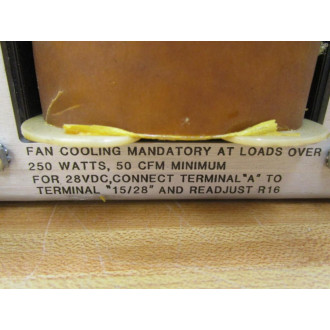 FAN COOLING MANDATORY AT LOADS OVER
250 WATTS, 50 CFM MINIMUM
FOR 28VDC,CONNECT TERMINAL"A" TO
TERMINAL "15/28" AND READJUST R16